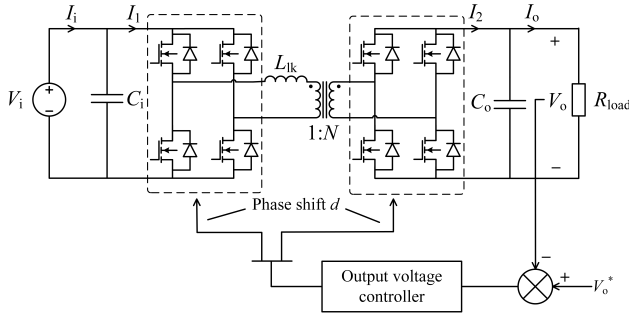 I_i
I_1
I_2
I_o
L_lk
+
V_i
C_i
1:N
C_o
V_o
R_load
Phase shift d
Output voltage
controller
V_o*